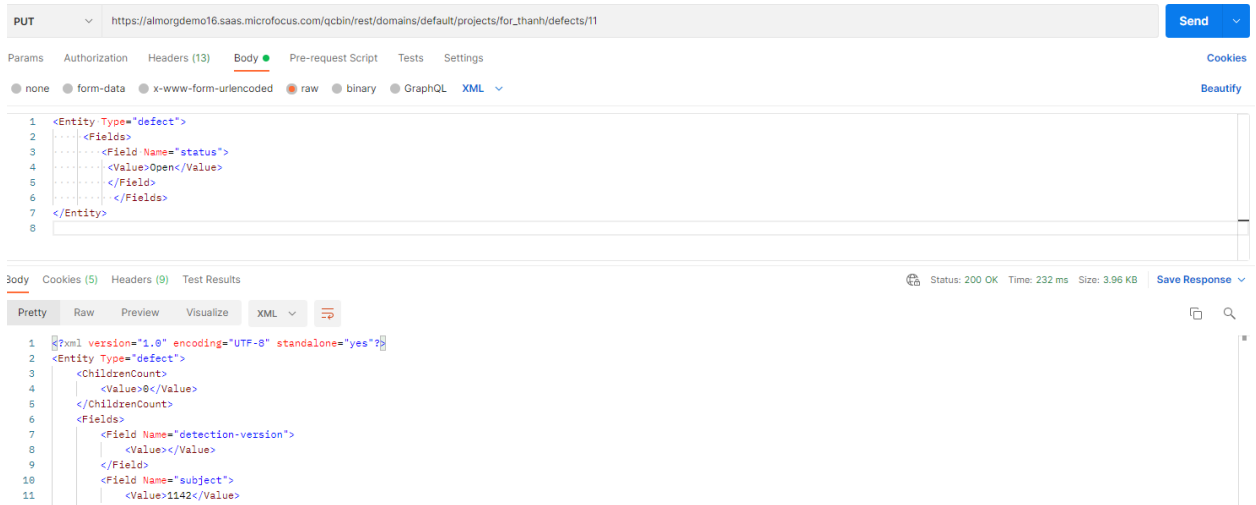 PUT https://almorgdemo16.saas.microfocus.com/qcbin/rest/domains/default/projects/for_thanh/defects/11 Send
Params Authorization Headers (13) Body Pre-request Script Tests Settings Cookies
none form-data x-www-form-urlencoded raw binary GraphQL XML Beautify
1 <Entity Type="defect">
2 <Fields>
3 <Field Name="status">
4 <Value>Open</Value>
5 </Field>
6 </Fields>
7 </Entity>
8
Body Cookies (5) Headers (9) Test Results Status: 200 OK Time: 232 ms Size: 3.96 KB Save Response
Pretty Raw Preview Visualize XML
1 <?xml version="1.0" encoding="UTF-8" standalone="yes"?>
2 <Entity Type="defect">
3 <ChildrenCount>
4 <Value>0</Value>
5 </ChildrenCount>
6 <Fields>
7 <Field Name="detection-version">
8 <Value></Value>
9 </Field>
10 <Field Name="subject">
11 <Value>1142</Value>